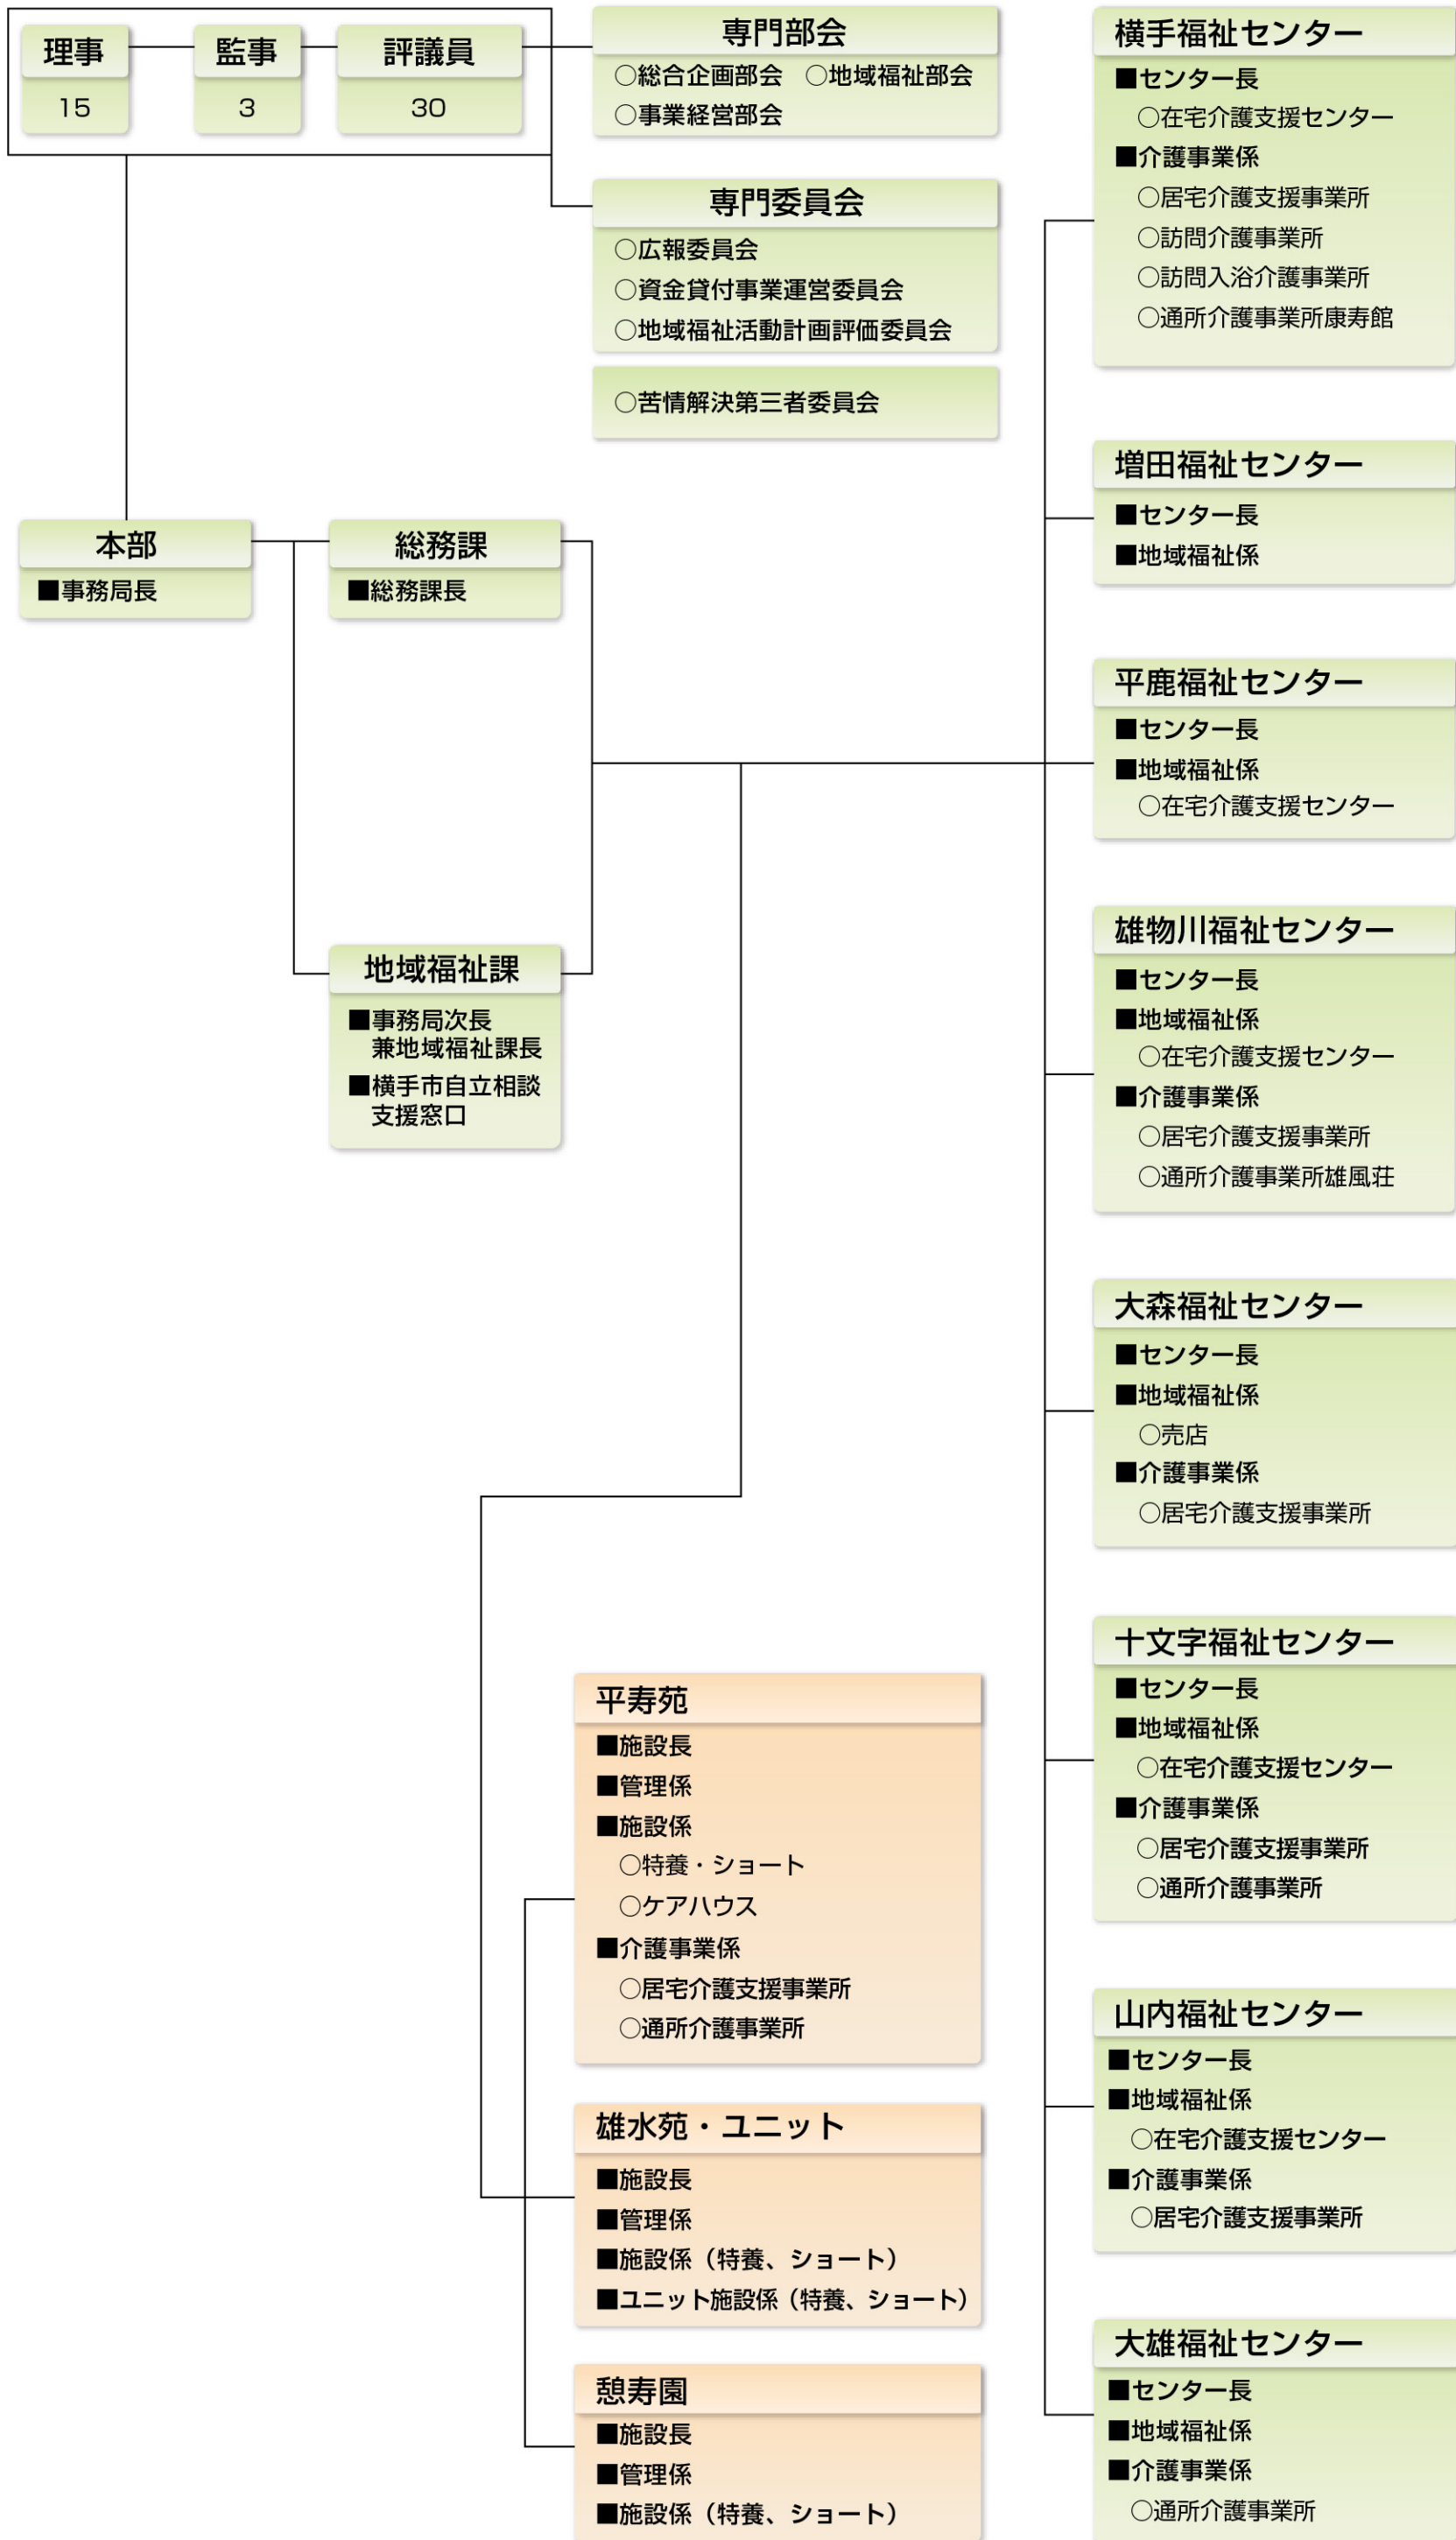 理事
15
監事
3
評議員
30
専門部会
○総合企画部会　○地域福祉部会
○事業経営部会
専門委員会
○広報委員会
○資金貸付事業運営委員会
○地域福祉活動計画評価委員会
○苦情解決第三者委員会
本部
■事務局長
総務課
■総務課長
地域福祉課
■事務局次長
兼地域福祉課長
■横手市自立相談
支援窓口
横手福祉センター
■センター長
○在宅介護支援センター
■介護事業係
○居宅介護支援事業所
○訪問介護事業所
○訪問入浴介護事業所
○通所介護事業所康寿館
増田福祉センター
■センター長
■地域福祉係
平鹿福祉センター
■センター長
■地域福祉係
○在宅介護支援センター
雄物川福祉センター
■センター長
■地域福祉係
○在宅介護支援センター
■介護事業係
○居宅介護支援事業所
○通所介護事業所雄風荘
大森福祉センター
■センター長
■地域福祉係
○売店
■介護事業係
○居宅介護支援事業所
十文字福祉センター
■センター長
■地域福祉係
○在宅介護支援センター
■介護事業係
○居宅介護支援事業所
○通所介護事業所
山内福祉センター
■センター長
■地域福祉係
○在宅介護支援センター
■介護事業係
○居宅介護支援事業所
大雄福祉センター
■センター長
■地域福祉係
■介護事業係
○通所介護事業所
平寿苑
■施設長
■管理係
■施設係
○特養・ショート
○ケアハウス
■介護事業係
○居宅介護支援事業所
○通所介護事業所
雄水苑・ユニット
■施設長
■管理係
■施設係（特養、ショート）
■ユニット施設係（特養、ショート）
憩寿園
■施設長
■管理係
■施設係（特養、ショート）